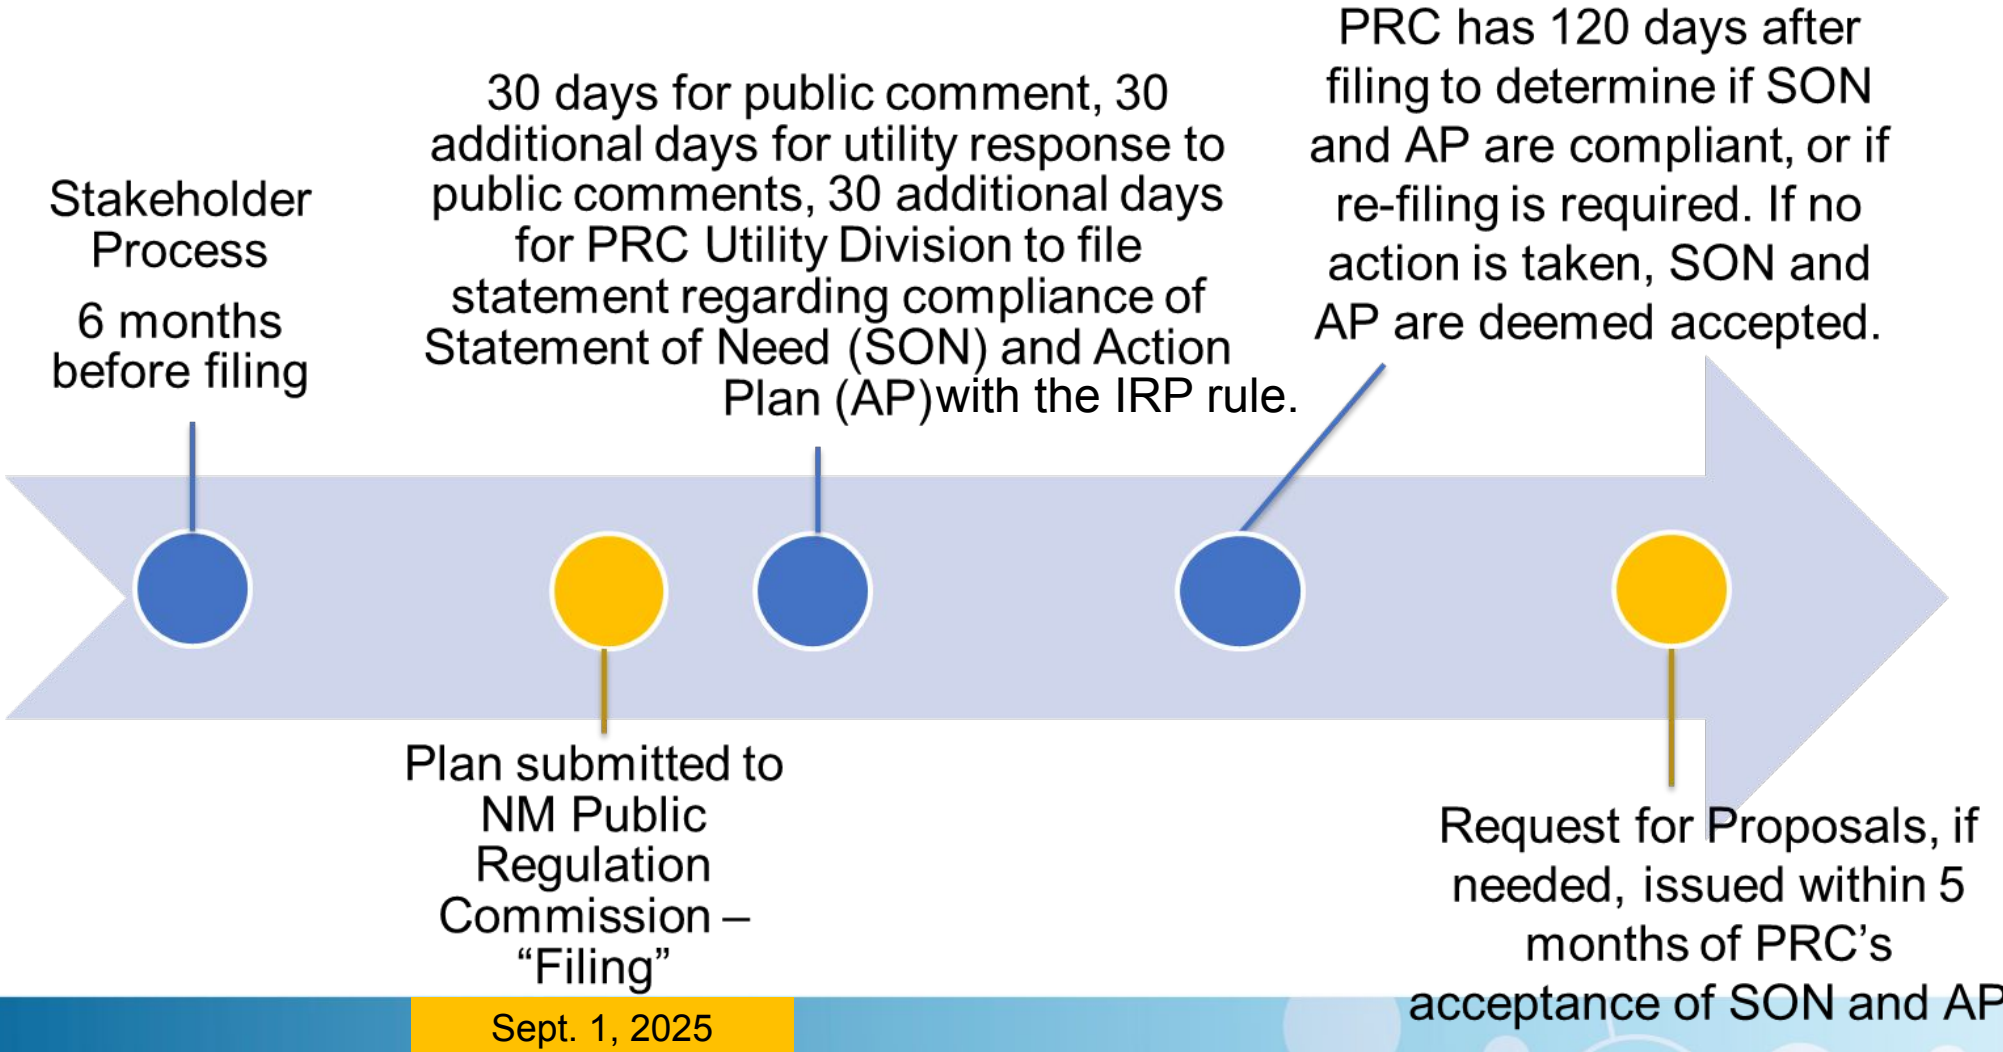 Stakeholder
Process
6 months
before filing
30 days for public comment, 30
additional days for utility response to
public comments, 30 additional days
for PRC Utility Division to file
statement regarding compliance of
Statement of Need (SON) and Action
Plan (AP)with the IRP rule.
PRC has 120 days after
filing to determine if SON
and AP are compliant, or if
re-filing is required. If no
action is taken, SON and
AP are deemed accepted.
Plan submitted to
NM Public
Regulation
Commission –
“Filing”
Sept. 1, 2025
Request for Proposals, if
needed, issued within 5
months of PRC’s
acceptance of SON and AP